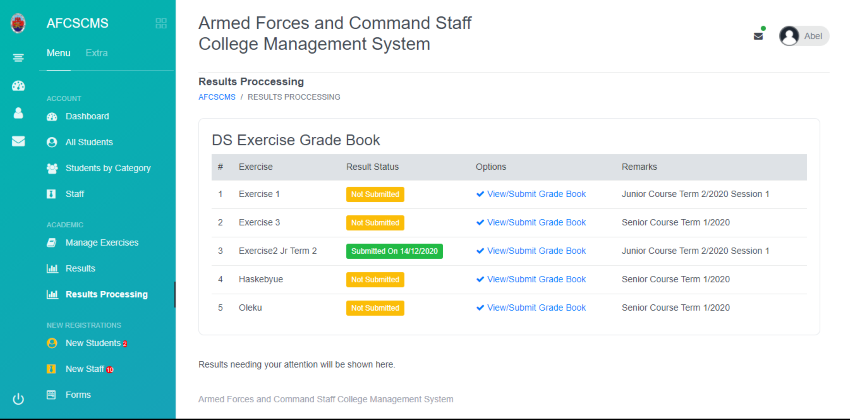 AFCSCMS
Menu Extra
ACCOUNT
Dashboard
All Students
Students by Category
Staff
ACADEMIC
Manage Exercises
Results
Results Processing
NEW REGISTRATIONS
New Students 2
New Staff 10
Forms
Armed Forces and Command Staff
College Management System
Abel
Results Proccessing
AFCSCMS / RESULTS PROCCESSING
DS Exercise Grade Book
# Exercise Result Status Options Remarks
1 Exercise 1 Not Submitted View/Submit Grade Book Junior Course Term 2/2020 Session 1
2 Exercise 3 Not Submitted View/Submit Grade Book Senior Course Term 1/2020
3 Exercise2 Jr Term 2 Submitted On 14/12/2020 View/Submit Grade Book Junior Course Term 2/2020 Session 1
4 Haskebyue Not Submitted View/Submit Grade Book Senior Course Term 1/2020
5 Oleku Not Submitted View/Submit Grade Book Senior Course Term 1/2020
Results needing your attention will be shown here.
Armed Forces and Command Staff College Management System